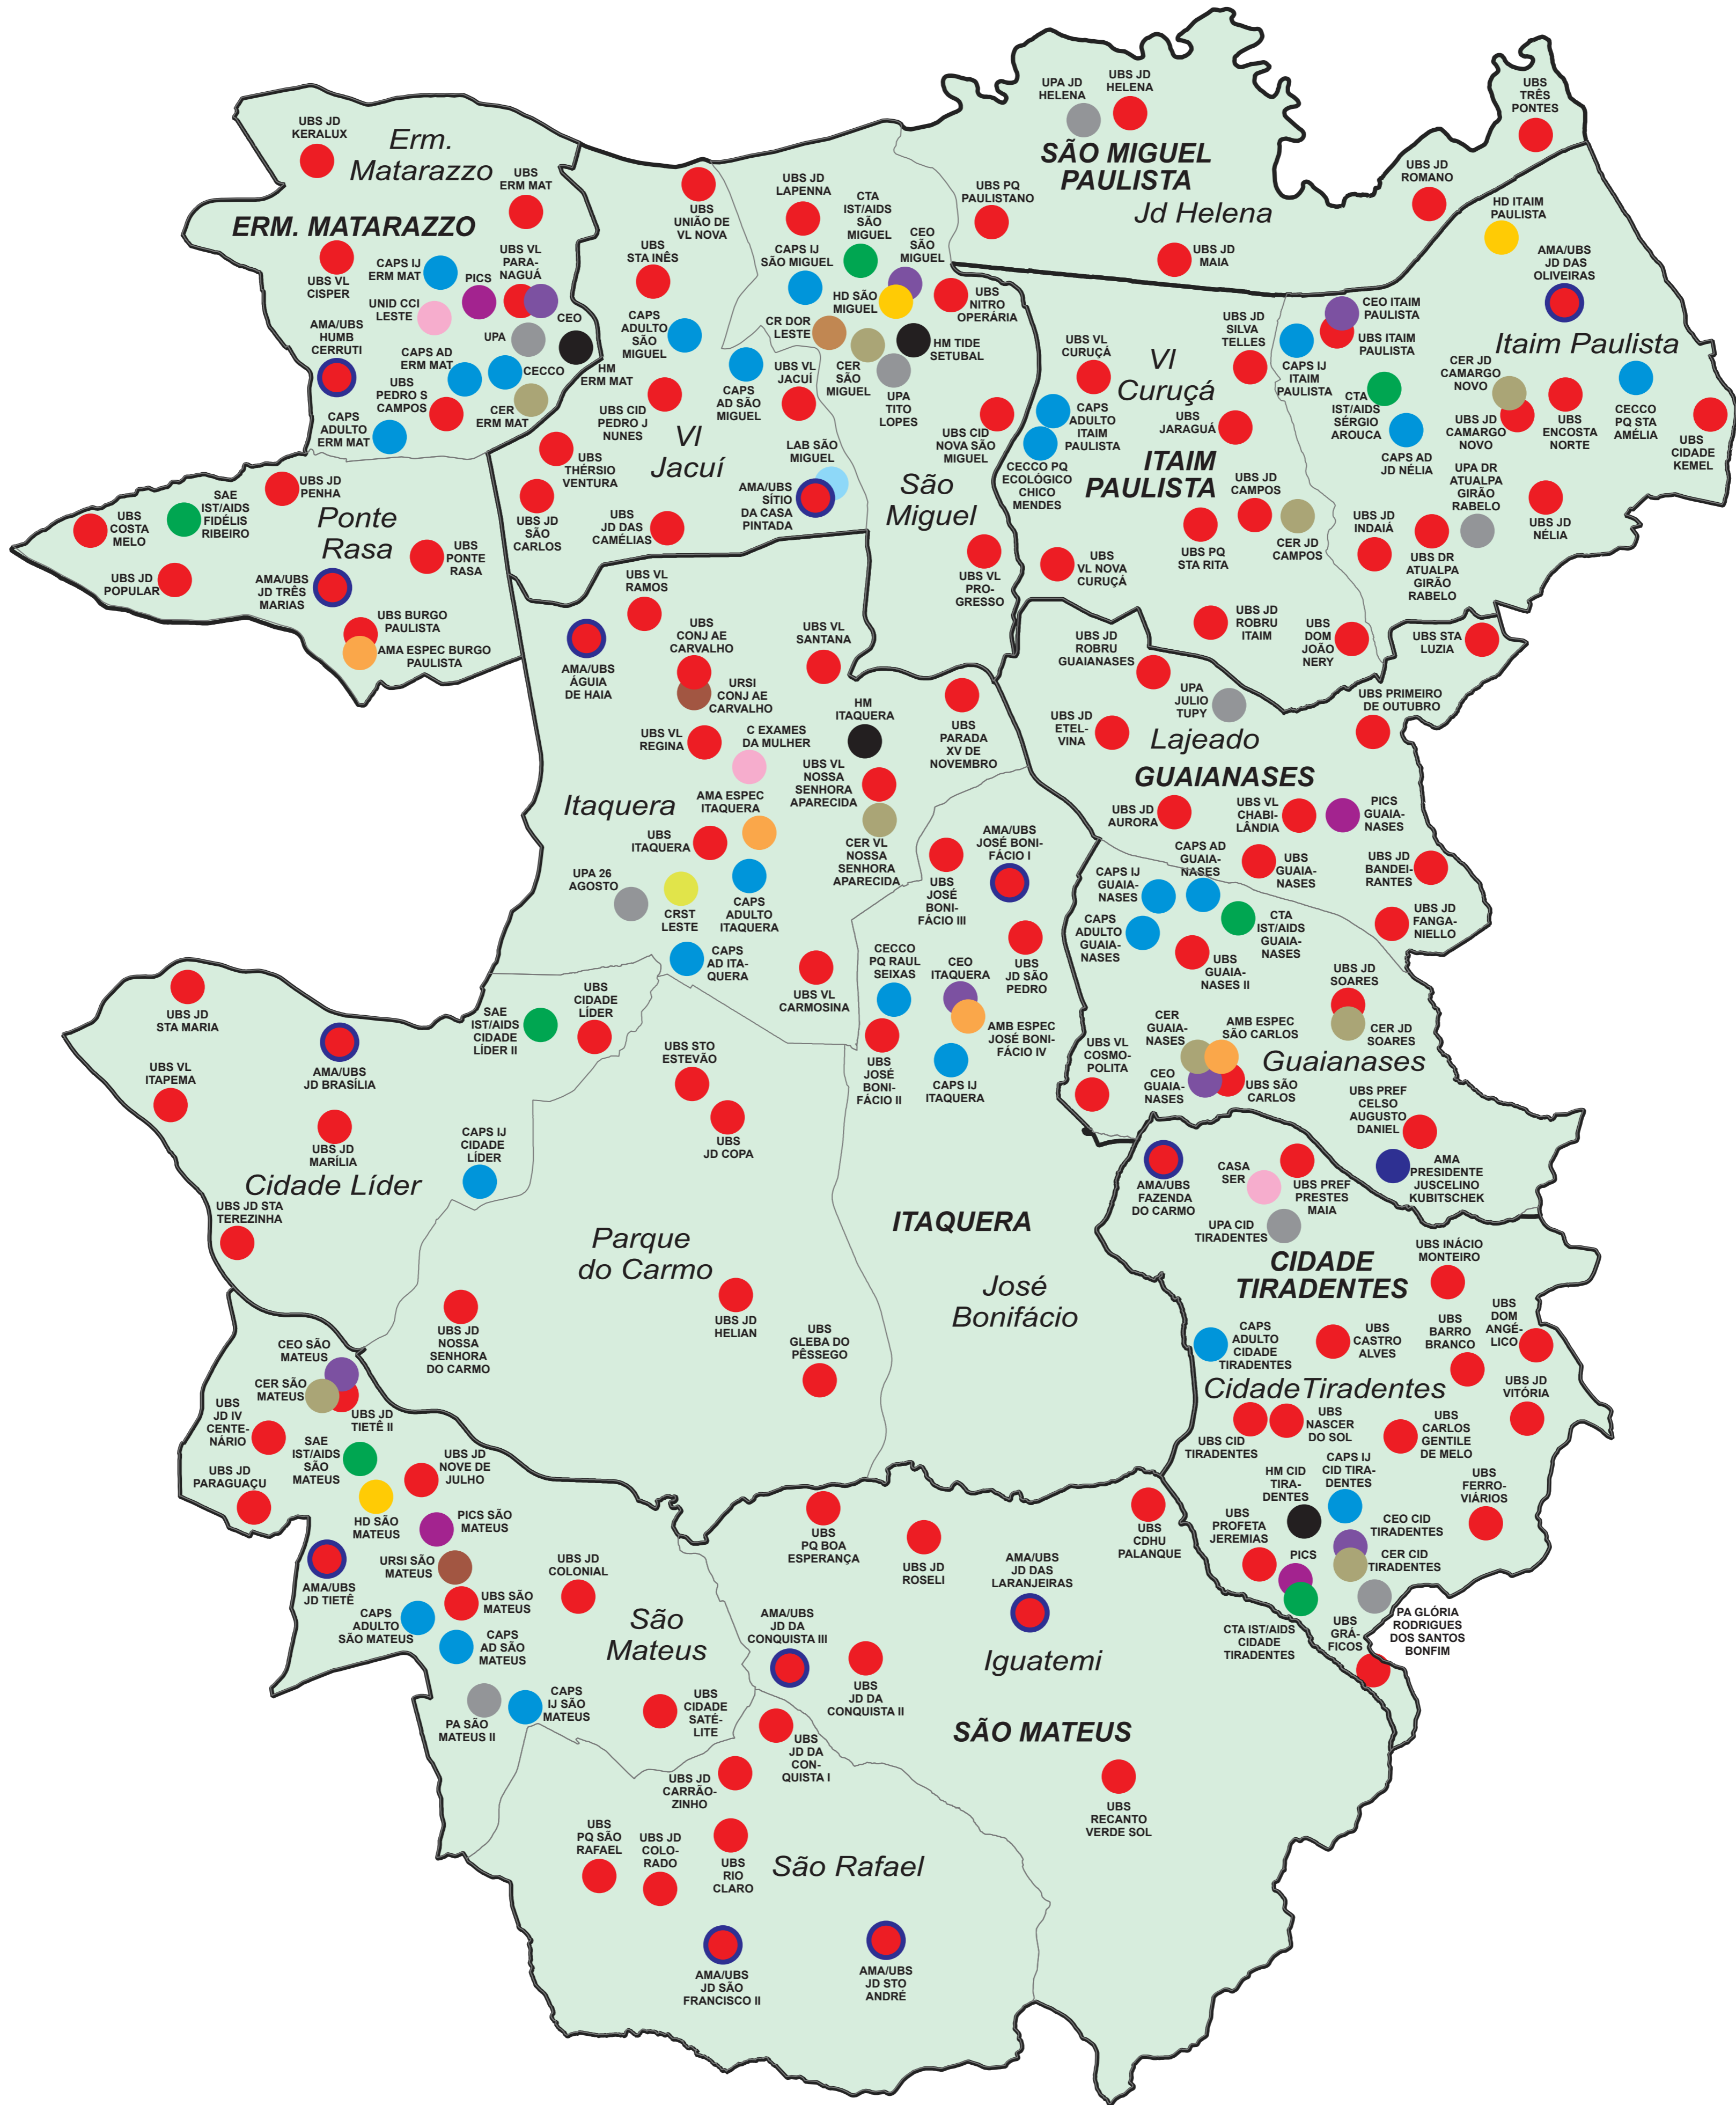 UBS JD
KERALUX
Erm.
Matarazzo
UBS
ERM MAT
ERM. MATARAZZO
UBS VL
CISPER
CAPS IJ
ERM MAT
PICS
UBS VL
PARA-
NAGUÁ
UNID CCI
LESTE
CEO
UPA
AMA/UBS
HUMB
CERRUTI
CAPS AD
ERM MAT
CECCO
HM
ERM MAT
UBS
PEDRO S
CAMPOS
CER
ERM MAT
CAPS
ADULTO
ERM MAT
UBS JD
PENHA
SAE
IST/AIDS
FIDÉLIS
RIBEIRO
UBS
COSTA
MELO
Ponte
Rasa
UBS
PONTE
RASA
UBS JD
POPULAR
AMA/UBS
JD TRÊS
MARIAS
UBS BURGO
PAULISTA
AMA ESPEC BURGO
PAULISTA
UBS
UNIÃO DE
VL NOVA
UBS
STA INÊS
CAPS
ADULTO
SÃO
MIGUEL
UBS CID
PEDRO J
NUNES
Vl
Jacuí
UBS
THÉRSIO
VENTURA
UBS JD
SÃO
CARLOS
UBS
JD DAS
CAMÉLIAS
UBS JD
LAPENNA
CTA
IST/AIDS
SÃO
MIGUEL
CAPS IJ
SÃO MIGUEL
CEO
SÃO
MIGUEL
HD SÃO
MIGUEL
UBS
NITRO
OPERÁRIA
CR DOR
LESTE
HM TIDE
SETUBAL
CAPS
AD SÃO
MIGUEL
UBS VL
JACUÍ
CER
SÃO
MIGUEL
UPA
TITO
LOPES
UBS CID
NOVA SÃO
MIGUEL
LAB SÃO
MIGUEL
AMA/UBS
SÍTIO
DA CASA
PINTADA
São
Miguel
UBS VL
PRO-
GRESSO
UPA JD
HELENA
UBS JD
HELENA
SÃO MIGUEL
PAULISTA
Jd Helena
UBS PQ
PAULISTANO
UBS JD
MAIA
UBS
TRÊS
PONTES
UBS JD
ROMANO
HD ITAIM
PAULISTA
AMA/UBS
JD DAS
OLIVEIRAS
Itaim Paulista
UBS JD
SILVA
TELLES
CEO ITAIM
PAULISTA
UBS ITAIM
PAULISTA
CAPS IJ
ITAIM
PAULISTA
UBS VL
CURUÇÁ
Vl
Curuçá
CAPS
ADULTO
ITAIM
PAULISTA
UBS
JARAGUÁ
CTA
IST/AIDS
SÉRGIO
AROUCA
CAPS AD
JD NÉLIA
CER JD
CAMARGO
NOVO
UBS JD
CAMARGO
NOVO
UBS
ENCOSTA
NORTE
CECCO
PQ STA
AMÉLIA
UBS
CIDADE
KEMEL
CECCO PQ
ECOLÓGICO
CHICO
MENDES
ITAIM
PAULISTA
UBS JD
CAMPOS
CER JD
CAMPOS
UBS PQ
STA RITA
UBS
VL NOVA
CURUÇÁ
UPA DR
ATUALPA
GIRÃO
RABELO
UBS JD
INDAIÁ
UBS DR
ATUALPA
GIRÃO
RABELO
UBS JD
NÉLIA
UBS JD
ROBRU
ITAIM
UBS
DOM
JOÃO
NERY
UBS STA
LUZIA
UBS VL
RAMOS
AMA/UBS
ÁGUIA
DE HAIA
UBS
CONJ AE
CARVALHO
URSI
CONJ AE
CARVALHO
UBS VL
SANTANA
UBS VL
REGINA
C EXAMES
DA MULHER
HM
ITAQUERA
UBS
PARADA
XV DE
NOVEMBRO
UBS VL
NOSSA
SENHORA
APARECIDA
Itaquera
AMA ESPEC
ITAQUERA
UBS
ITAQUERA
CER VL
NOSSA
SENHORA
APARECIDA
UPA 26
AGOSTO
CRST
LESTE
CAPS
ADULTO
ITAQUERA
CAPS
AD ITA-
QUERA
UBS VL
CARMOSINA
AMA/UBS
JOSÉ BONI-
FÁCIO I
UBS
JOSÉ
BONI-
FÁCIO III
UBS
JD SÃO
PEDRO
CECCO
PQ RAUL
SEIXAS
CEO
ITAQUERA
AMB ESPEC
JOSÉ BONI-
FÁCIO IV
UBS
JOSÉ
BONI-
FÁCIO II
CAPS IJ
ITAQUERA
UBS JD
ROBRU
GUAIANASES
UPA
JULIO
TUPY
UBS PRIMEIRO
DE OUTUBRO
UBS JD
ETEL-
VINA
Lajeado
GUAIANASES
UBS JD
AURORA
UBS VL
CHABI-
LÂNDIA
PICS
GUAIA-
NASES
CAPS AD
GUAIA-
NASES
UBS
GUAIA-
NASES
UBS JD
BANDEI-
RANTES
CAPS IJ
GUAIA-
NASES
CAPS
ADULTO
GUAIA-
NASES
CTA
IST/AIDS
GUAIA-
NASES
UBS JD
FANGA-
NIELLO
UBS
GUAIA-
NASES II
UBS JD
SOARES
CER JD
SOARES
CER
GUAIA-
NASES
AMB ESPEC
SÃO CARLOS
Guaianases
UBS VL
COSMO-
POLITA
CEO
GUAIA-
NASES
UBS SÃO
CARLOS
UBS PREF
CELSO
AUGUSTO
DANIEL
AMA
PRESIDENTE
JUSCELINO
KUBITSCHEK
UBS JD
STA MARIA
AMA/UBS
JD BRASÍLIA
SAE
IST/AIDS
CIDADE
LÍDER II
UBS
CIDADE
LÍDER
UBS VL
ITAPEMA
UBS JD
MARÍLIA
CAPS IJ
CIDADE
LÍDER
Cidade Líder
UBS JD STA
TEREZINHA
UBS STO
ESTEVÃO
UBS
JD COPA
Parque
do Carmo
UBS JD
HELIAN
UBS
GLEBA DO
PÊSSEGO
UBS JD
NOSSA
SENHORA
DO CARMO
ITAQUERA
José
Bonifácio
AMA/UBS
FAZENDA
DO CARMO
CASA
SER
UBS PREF
PRESTES
MAIA
UPA CID
TIRADENTES
CIDADE
TIRADENTES
UBS INÁCIO
MONTEIRO
CAPS
ADULTO
CIDADE
TIRADENTES
UBS
CASTRO
ALVES
UBS
BARRO
BRANCO
UBS
DOM
ANGÉ-
LICO
CidadeTiradentes
UBS JD
VITÓRIA
UBS CID
TIRADENTES
UBS
NASCER
DO SOL
UBS
CARLOS
GENTILE
DE MELO
HM CID
TIRA-
DENTES
CAPS IJ
CID TIRA-
DENTES
UBS
FERRO-
VIÁRIOS
UBS
PROFETA
JEREMIAS
CEO CID
TIRADENTES
PICS
CER CID
TIRADENTES
CTA IST/AIDS
CIDADE
TIRADENTES
UBS
GRÁ-
FICOS
PA GLÓRIA
RODRIGUES
DOS SANTOS
BONFIM
CEO SÃO
MATEUS
CER SÃO
MATEUS
UBS JD
TIETÊ II
UBS
JD IV
CENTE-
NÁRIO
SAE
IST/AIDS
SÃO
MATEUS
UBS JD
NOVE DE
JULHO
UBS JD
PARAGUAÇU
HD SÃO
MATEUS
PICS SÃO
MATEUS
AMA/UBS
JD TIETÊ
URSI SÃO
MATEUS
UBS JD
COLONIAL
UBS SÃO
MATEUS
CAPS
ADULTO
SÃO MATEUS
CAPS
AD SÃO
MATEUS
São
Mateus
PA SÃO
MATEUS II
CAPS
IJ SÃO
MATEUS
UBS
CIDADE
SATÉ-
LITE
UBS
PQ BOA
ESPERANÇA
UBS JD
ROSELI
UBS
CDHU
PALANQUE
AMA/UBS
JD DAS
LARANJEIRAS
AMA/UBS
JD DA
CONQUISTA III
UBS
JD DA
CONQUISTA II
Iguatemi
SÃO MATEUS
UBS
JD DA
CON-
QUISTA I
UBS
RECANTO
VERDE SOL
UBS JD
CARRÃO-
ZINHO
UBS
PQ SÃO
RAFAEL
UBS JD
COLO-
RADO
UBS
RIO
CLARO
São Rafael
AMA/UBS
JD SÃO
FRANCISCO II
AMA/UBS
JD STO
ANDRÉ